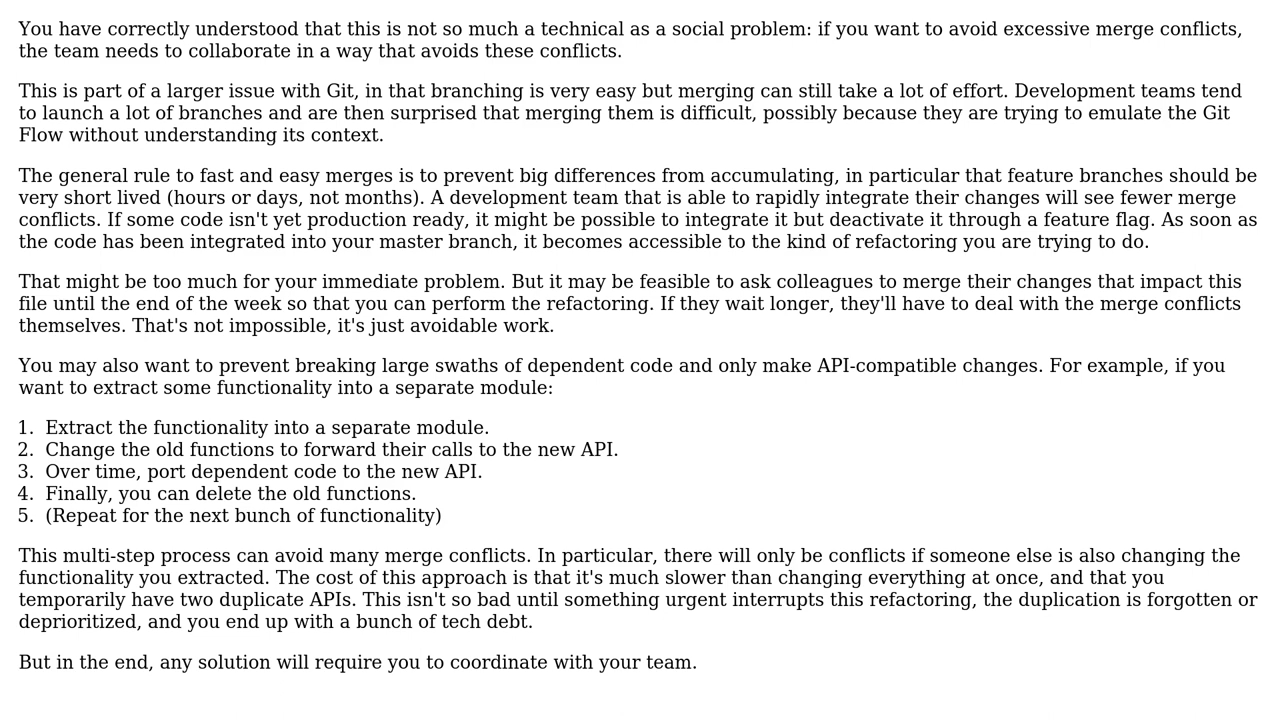 You have correctly understood that this is not so much a technical as a social problem: if you want to avoid excessive merge conflicts,
the team needs to collaborate in a way that avoids these conflicts.
This is part of a larger issue with Git, in that branching is very easy but merging can still take a lot of effort. Development teams tend
to launch a lot of branches and are then surprised that merging them is difficult, possibly because they are trying to emulate the Git
Flow without understanding its context.
The general rule to fast and easy merges is to prevent big differences from accumulating, in particular that feature branches should be
very short lived (hours or days, not months). A development team that is able to rapidly integrate their changes will see fewer merge
conflicts. If some code isn't yet production ready, it might be possible to integrate it but deactivate it through a feature flag. As soon as
the code has been integrated into your master branch, it becomes accessible to the kind of refactoring you are trying to do.
That might be too much for your immediate problem. But it may be feasible to ask colleagues to merge their changes that impact this
file until the end of the week so that you can perform the refactoring. If they wait longer, they'll have to deal with the merge conflicts
themselves. That's not impossible, it's just avoidable work.
You may also want to prevent breaking large swaths of dependent code and only make API-compatible changes. For example, if you
want to extract some functionality into a separate module:
1. Extract the functionality into a separate module.
2. Change the old functions to forward their calls to the new API.
3. Over time, port dependent code to the new API.
4. Finally, you can delete the old functions.
5. (Repeat for the next bunch of functionality)
This multi-step process can avoid many merge conflicts. In particular, there will only be conflicts if someone else is also changing the
functionality you extracted. The cost of this approach is that it's much slower than changing everything at once, and that you
temporarily have two duplicate APIs. This isn't so bad until something urgent interrupts this refactoring, the duplication is forgotten or
deprioritized, and you end up with a bunch of tech debt.
But in the end, any solution will require you to coordinate with your team.